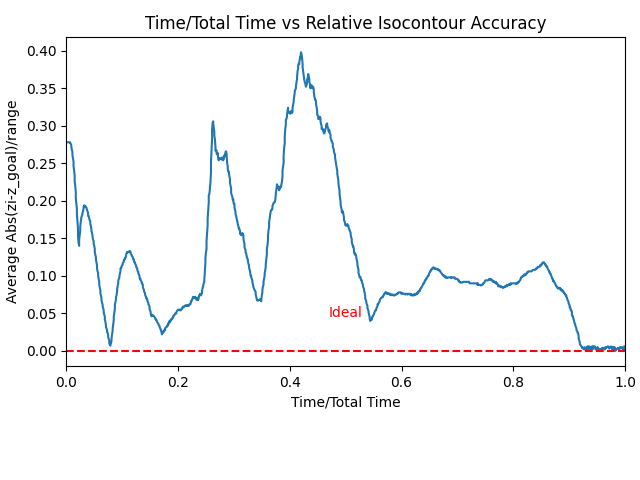 Time/Total Time vs Relative Isocontour Accuracy
Average Abs(zi-z_goal)/range
0.40
0.35
0.30
0.25
0.20
0.15
0.10
0.05
0.00
Ideal
0.0 0.2 0.4 0.6 0.8 1.0
Time/Total Time